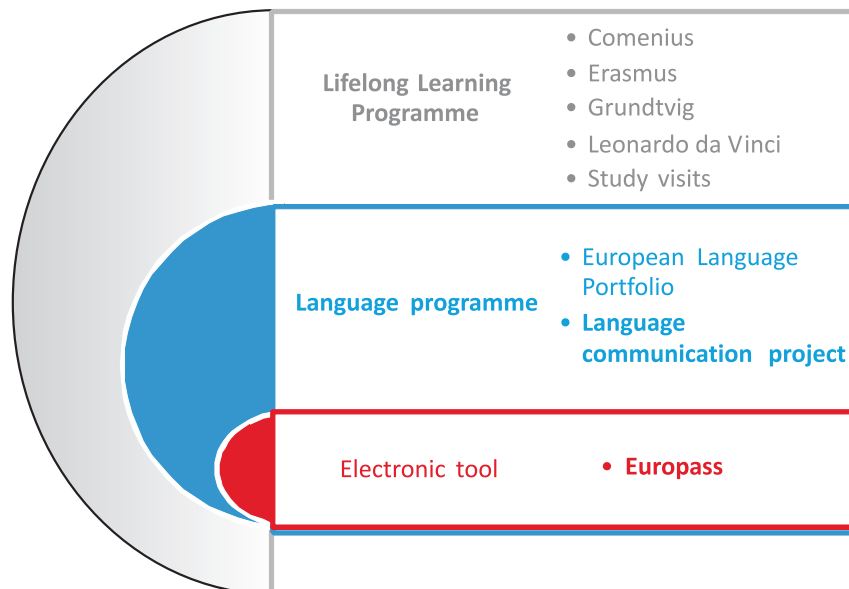 Lifelong Learning
Programme
• Comenius
• Erasmus
• Grundtvig
• Leonardo da Vinci
• Study visits
Language programme
• European Language
Portfolio
• Language
communication project
Electronic tool
• Europass